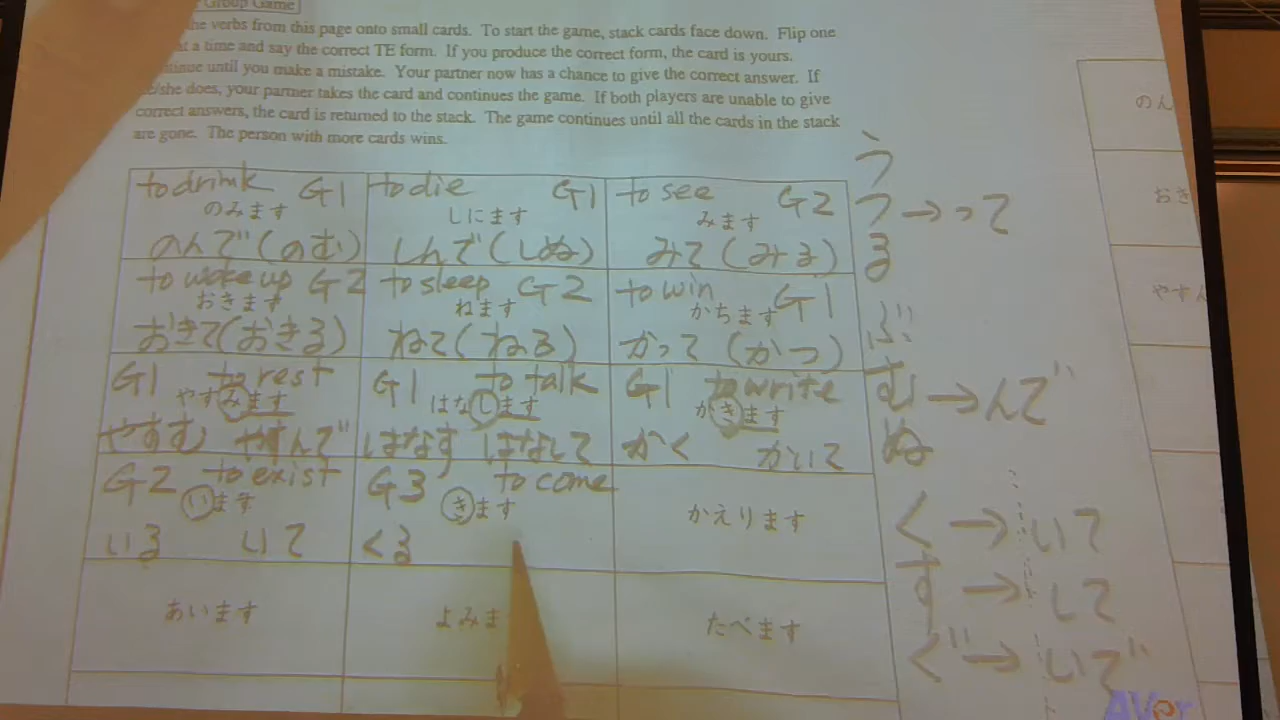 Group Game
he verbs from this page onto small cards. To start the game, stack cards face down. Flip one
at a time and say the correct TE form. If you produce the correct form, the card is yours.
tinue until you make a mistake. Your partner now has a chance to give the correct answer. If
e/she does, your partner takes the card and continues the game. If both players are unable to give
correct answers, the card is returned to the stack. The game continues until all the cards in the stack
are gone. The person with more cards wins.
to drink G1
のみます
のんで(のむ)
to die G1
しにます
しんで(しぬ)
to see G2
みます
みて(みる)
to wake up G2
おきます
おきて(おきる)
to sleep G2
ねます
ねて(ねる)
to win G1
かちます
かって(かつ)
G1 to rest
やすみます
やすむ やすんで
G1 to talk
はなします
はなす はなして
G1 to write
かきます
かく かいて
G2 to exist
います
いる いて
G3 to come
きます
くる
かえります
あいます
よみま
たべます
う
つ→って
る
ぶ
む→んで
ぬ
く→いて
す→して
ぐ→いで
のん
おき
やすん
AVer